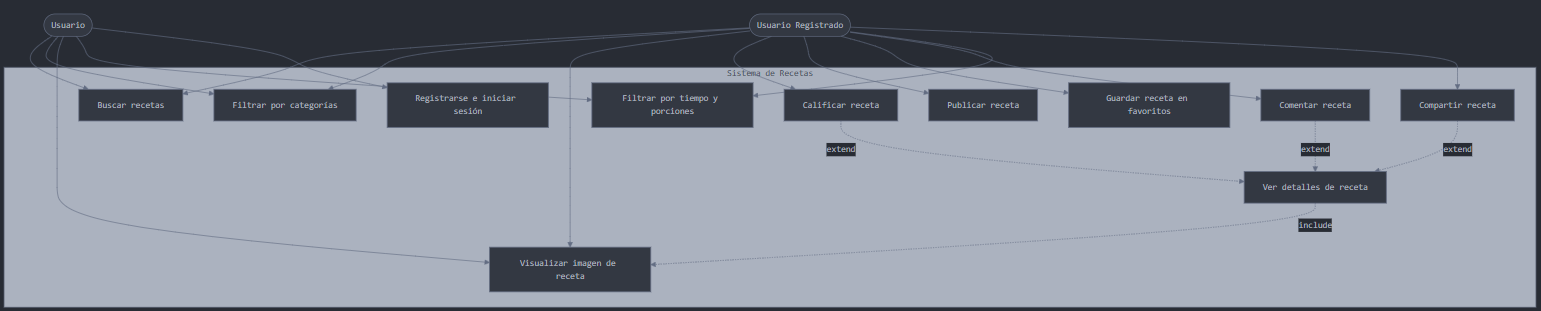 Usuario
Usuario Registrado
Sistema de Recetas
Buscar recetas
Filtrar por categorías
Registrarse e iniciar
sesión
Filtrar por tiempo y
porciones
Calificar receta
Publicar receta
Guardar receta en
favoritos
Comentar receta
Compartir receta
extend
extend
extend
Ver detalles de receta
include
Visualizar imagen de
receta